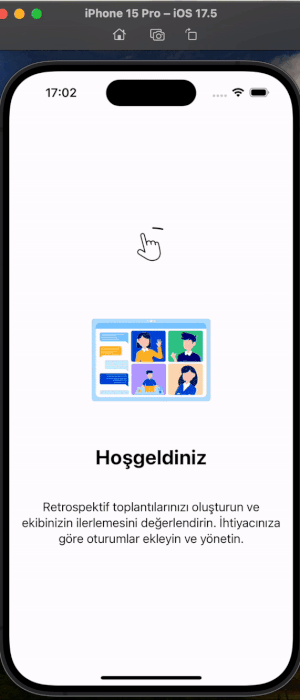 iPhone 15 Pro – iOS 17.5
17:02
Hoşgeldiniz
Retrospektif toplantılarınızı oluşturun ve
ekibinizin ilerlemesini değerlendirin. İhtiyacınıza
göre oturumlar ekleyin ve yönetin.